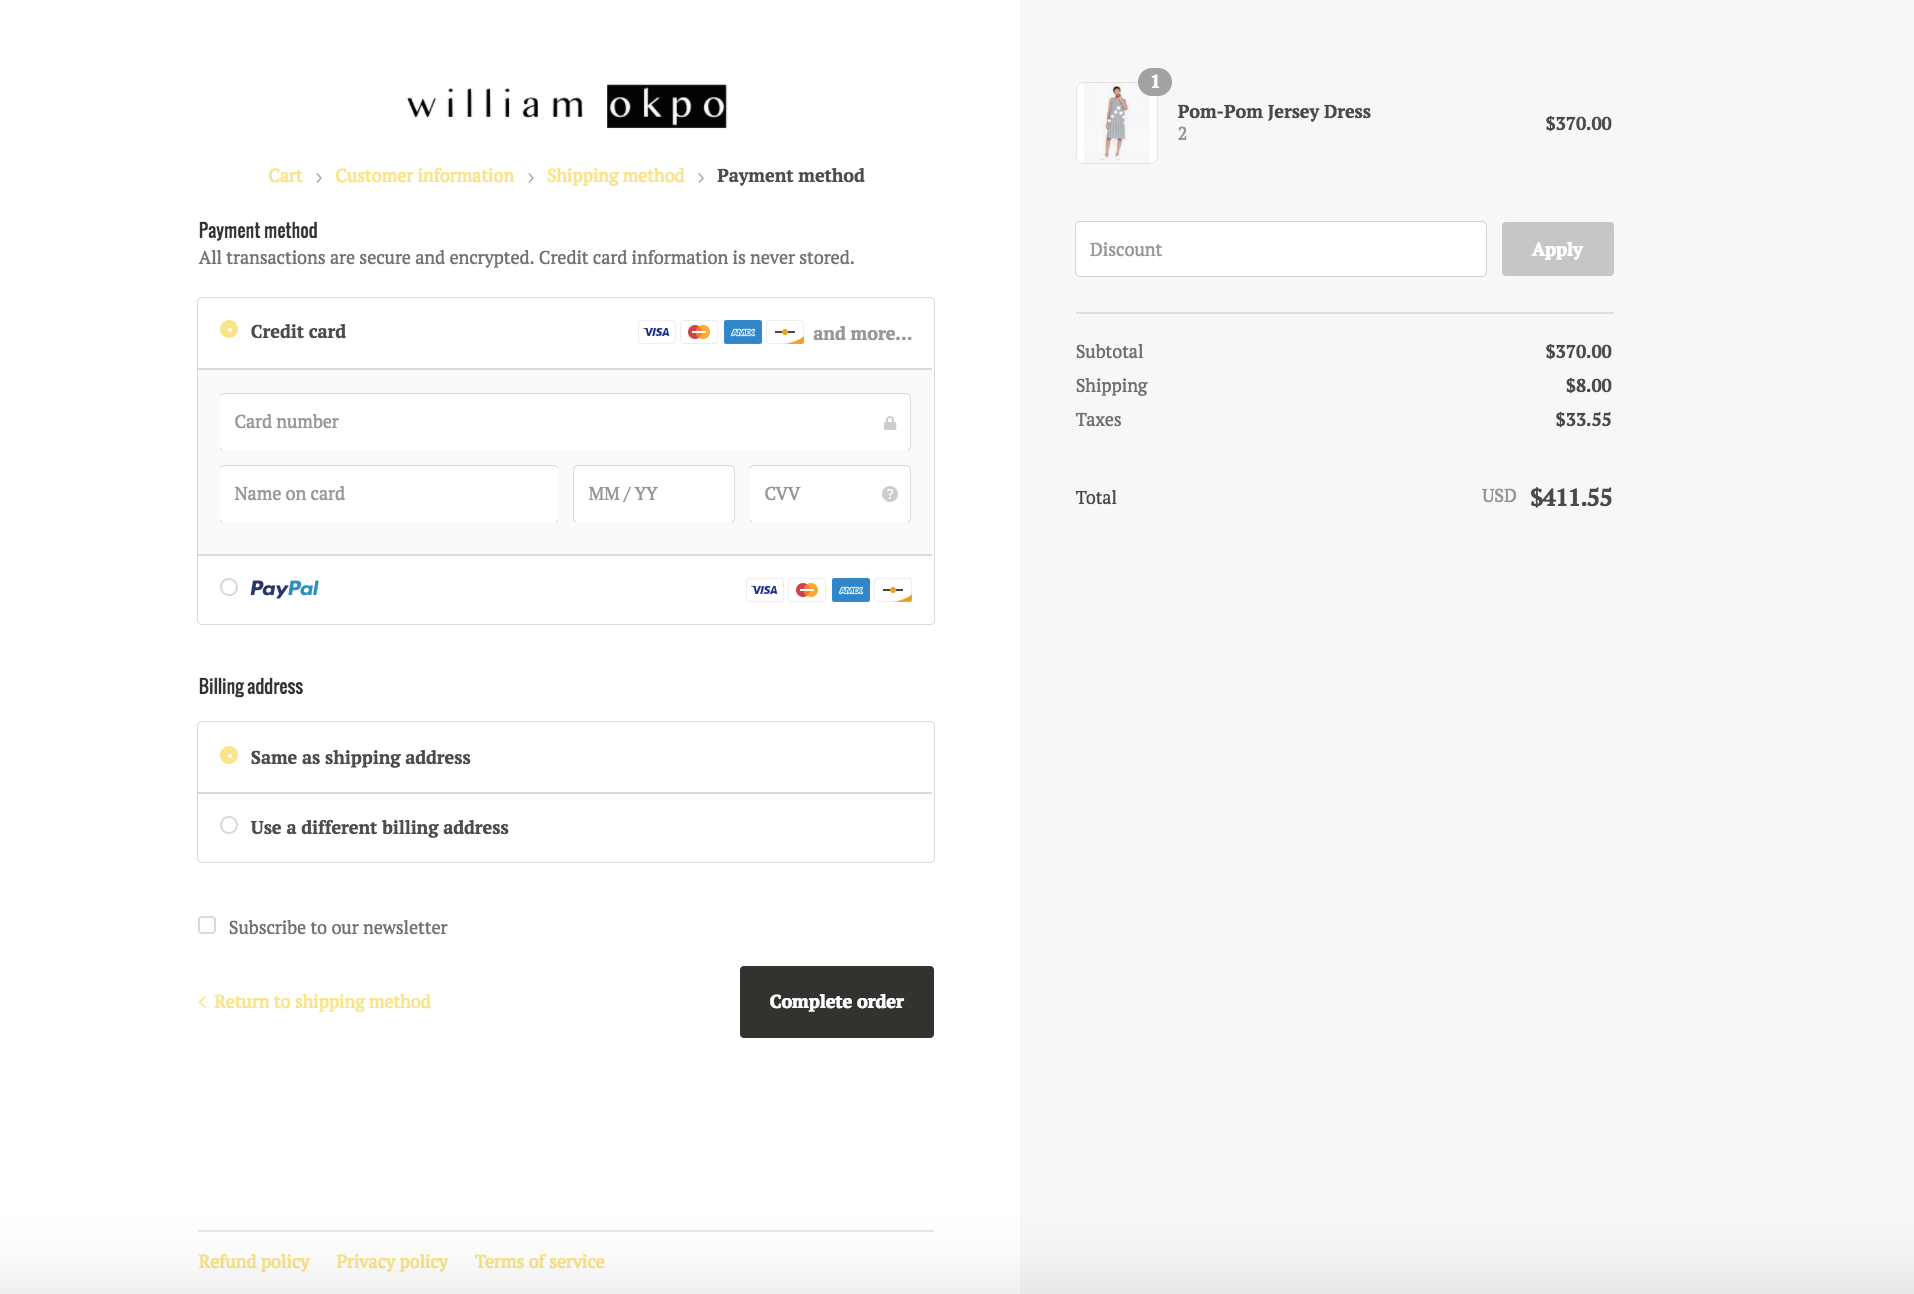 william okpo
Cart > Customer information > Shipping method > Payment method
Payment method
All transactions are secure and encrypted. Credit card information is never stored.
Credit card
VISA
AMEX
and more...
Card number
Name on card
MM / YY
CVV
?
PayPal
VISA
AMEX
Billing address
Same as shipping address
Use a different billing address
Subscribe to our newsletter
< Return to shipping method
Complete order
Refund policy Privacy policy Terms of service
1
Pom-Pom Jersey Dress
2
$370.00
Discount
Apply
Subtotal $370.00
Shipping $8.00
Taxes $33.55
Total USD $411.55